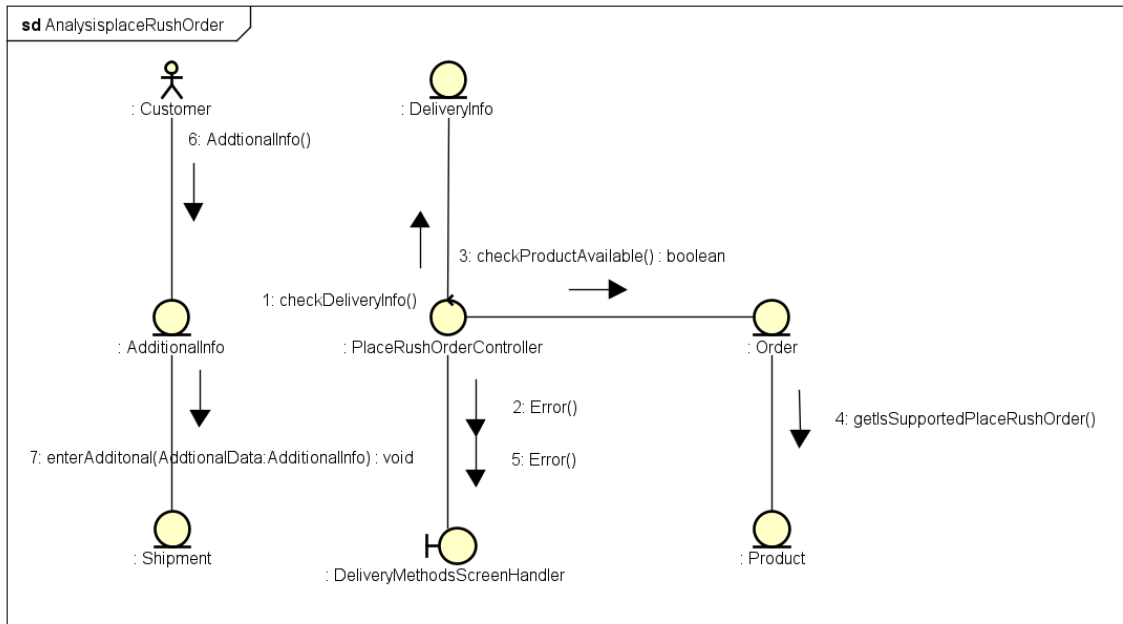 sd AnalysisplaceRushOrder
: Customer
: DeliveryInfo
6: AddtionalInfo()
3: checkProductAvailable() : boolean
1: checkDeliveryInfo()
: AdditionalInfo
: PlaceRushOrderController
: Order
2: Error()
4: getIsSupportedPlaceRushOrder()
7: enterAdditonal(AddtionalData:AdditionalInfo) : void
5: Error()
: Shipment
: DeliveryMethodsScreenHandler
: Product